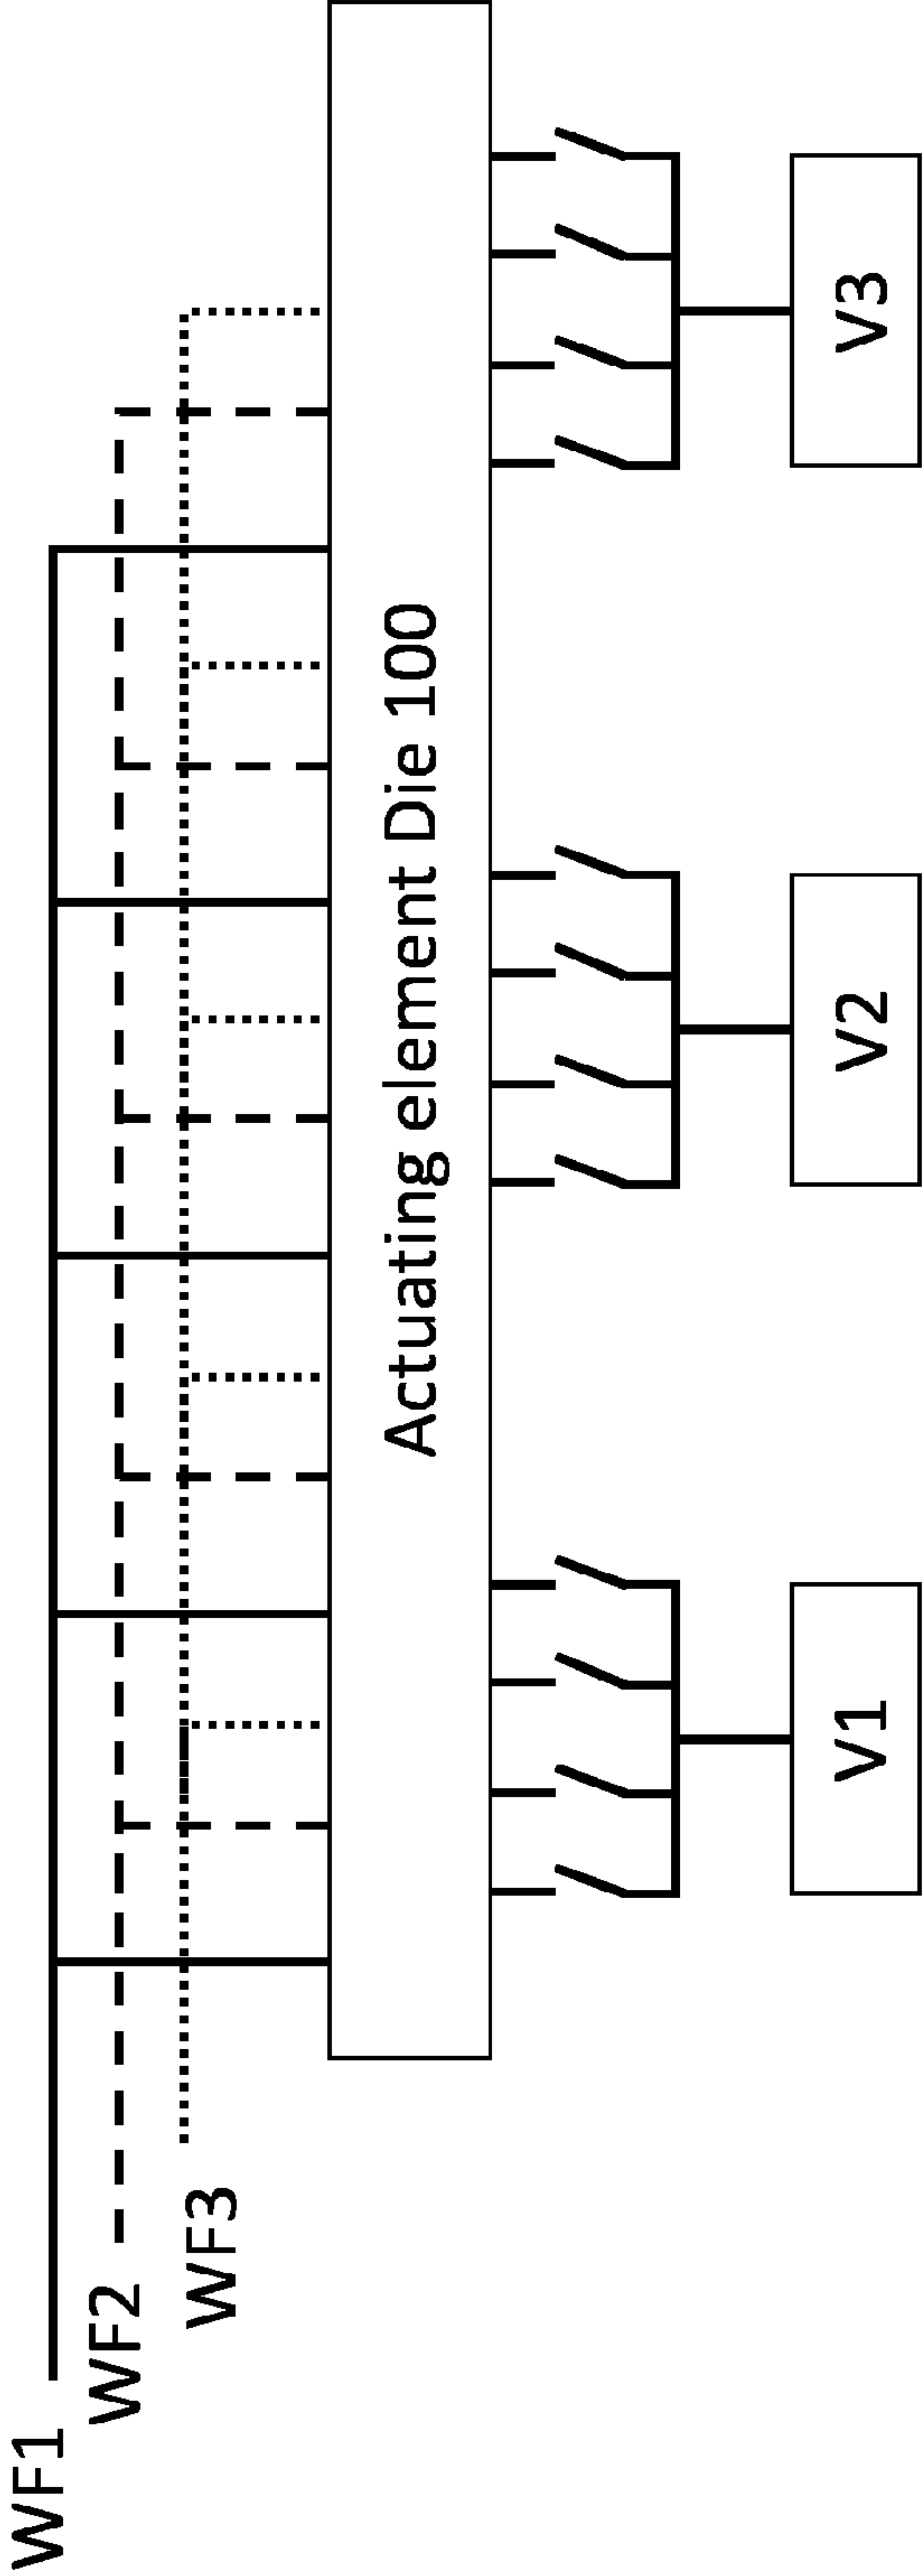 WF1
WF2
WF3
Actuating element Die 100
V1
V2
V3